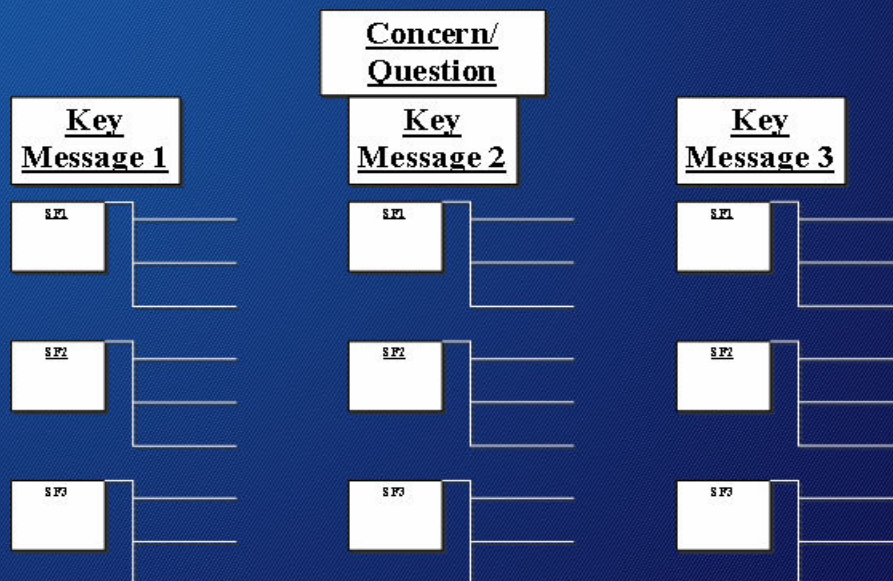 Concern/
Question
Key
Message 1
Key
Message 2
Key
Message 3
SF1
SF1
SF1
SF2
SF2
SF2
SF3
SF3
SF3